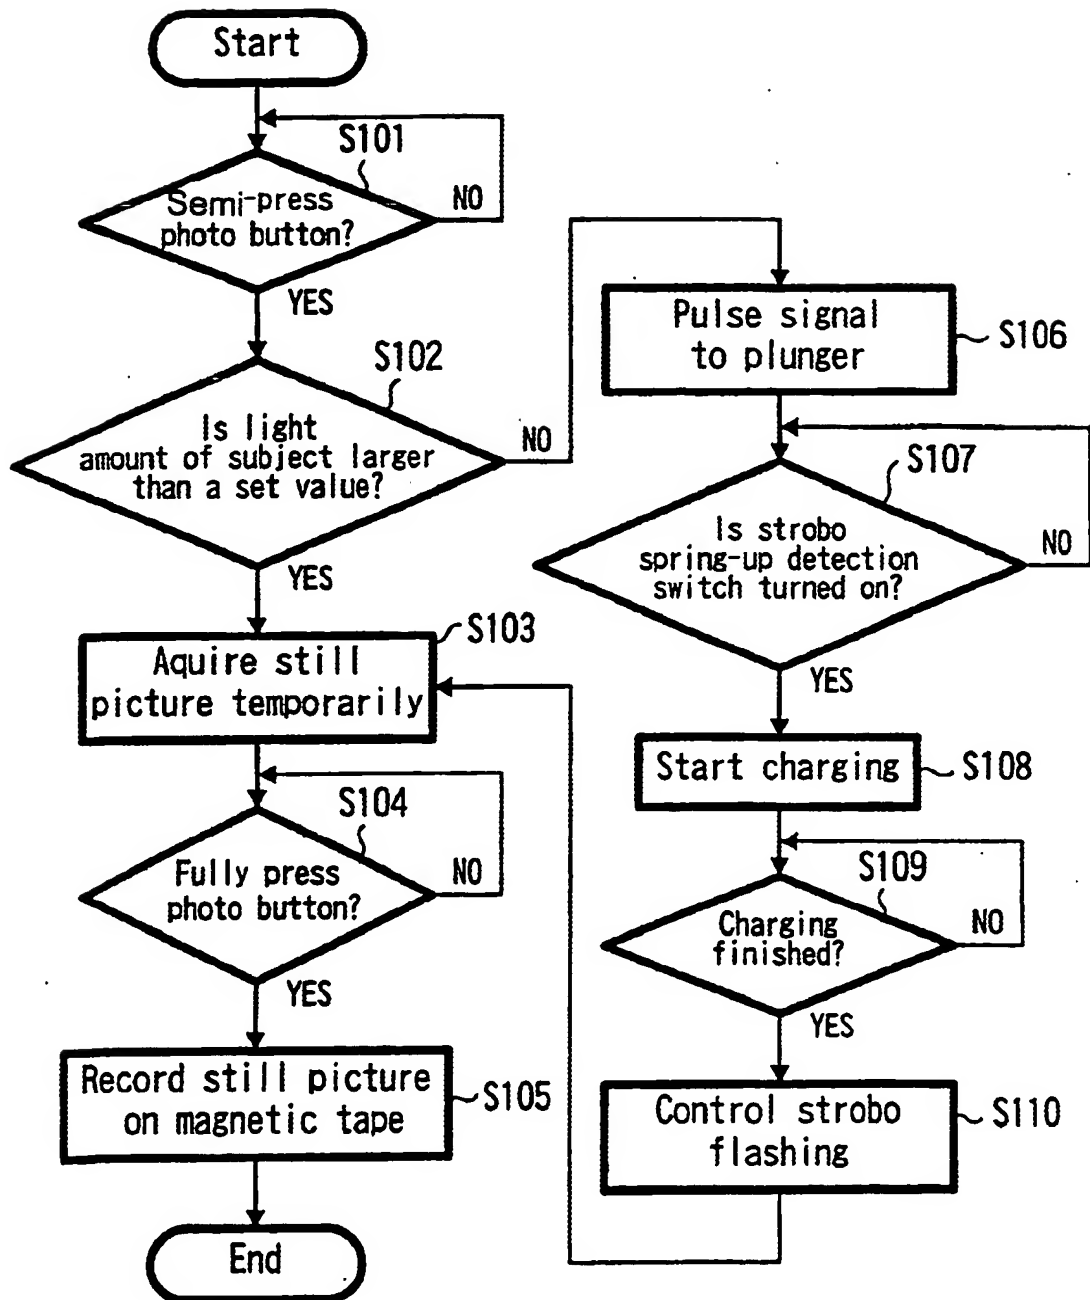 Start
S101
Semi-press
photo button?
NO
YES
S102
Is light
amount of subject larger
than a set value?
NO
YES
S103
Aquire still
picture temporarily
S104
Fully press
photo button?
NO
YES
Record still picture
on magnetic tape
S105
End
Pulse signal
to plunger
S106
S107
Is strobo
spring-up detection
switch turned on?
NO
YES
Start charging
S108
S109
Charging
finished?
NO
YES
Control strobo
flashing
S110